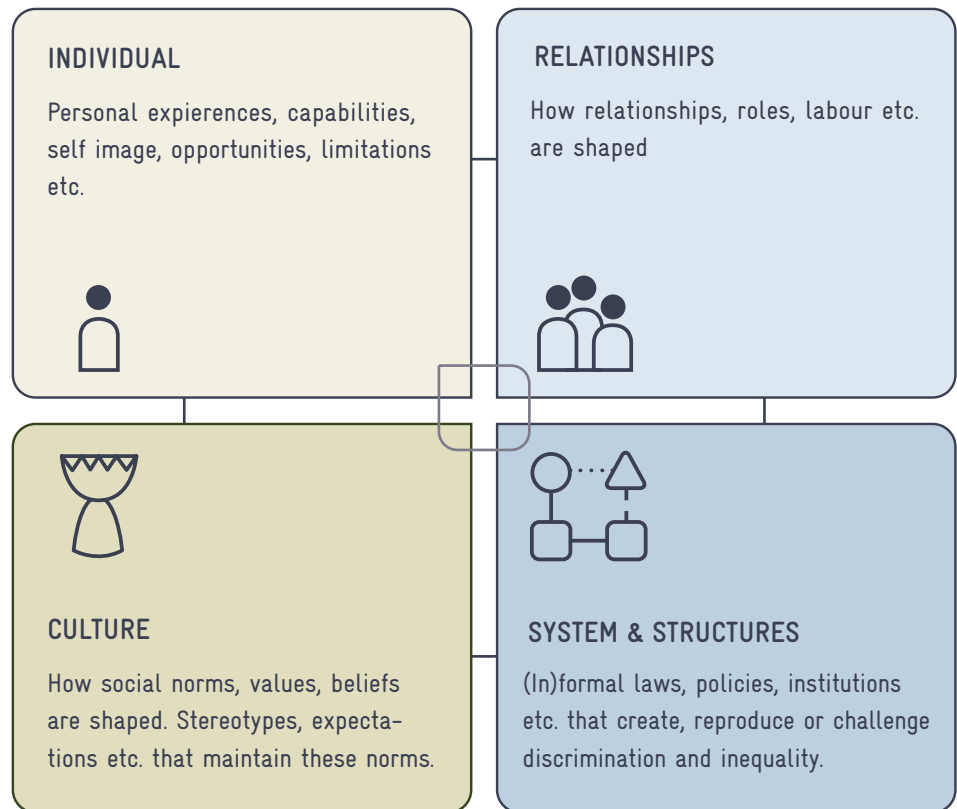 INDIVIDUAL
Personal expierences, capabilities,
self image, opportunities, limitations
etc.
RELATIONSHIPS
How relationships, roles, labour etc.
are shaped
CULTURE
How social norms, values, beliefs
are shaped. Stereotypes, expecta-
tions etc. that maintain these norms.
SYSTEM & STRUCTURES
(In)formal laws, policies, institutions
etc. that create, reproduce or challenge
discrimination and inequality.